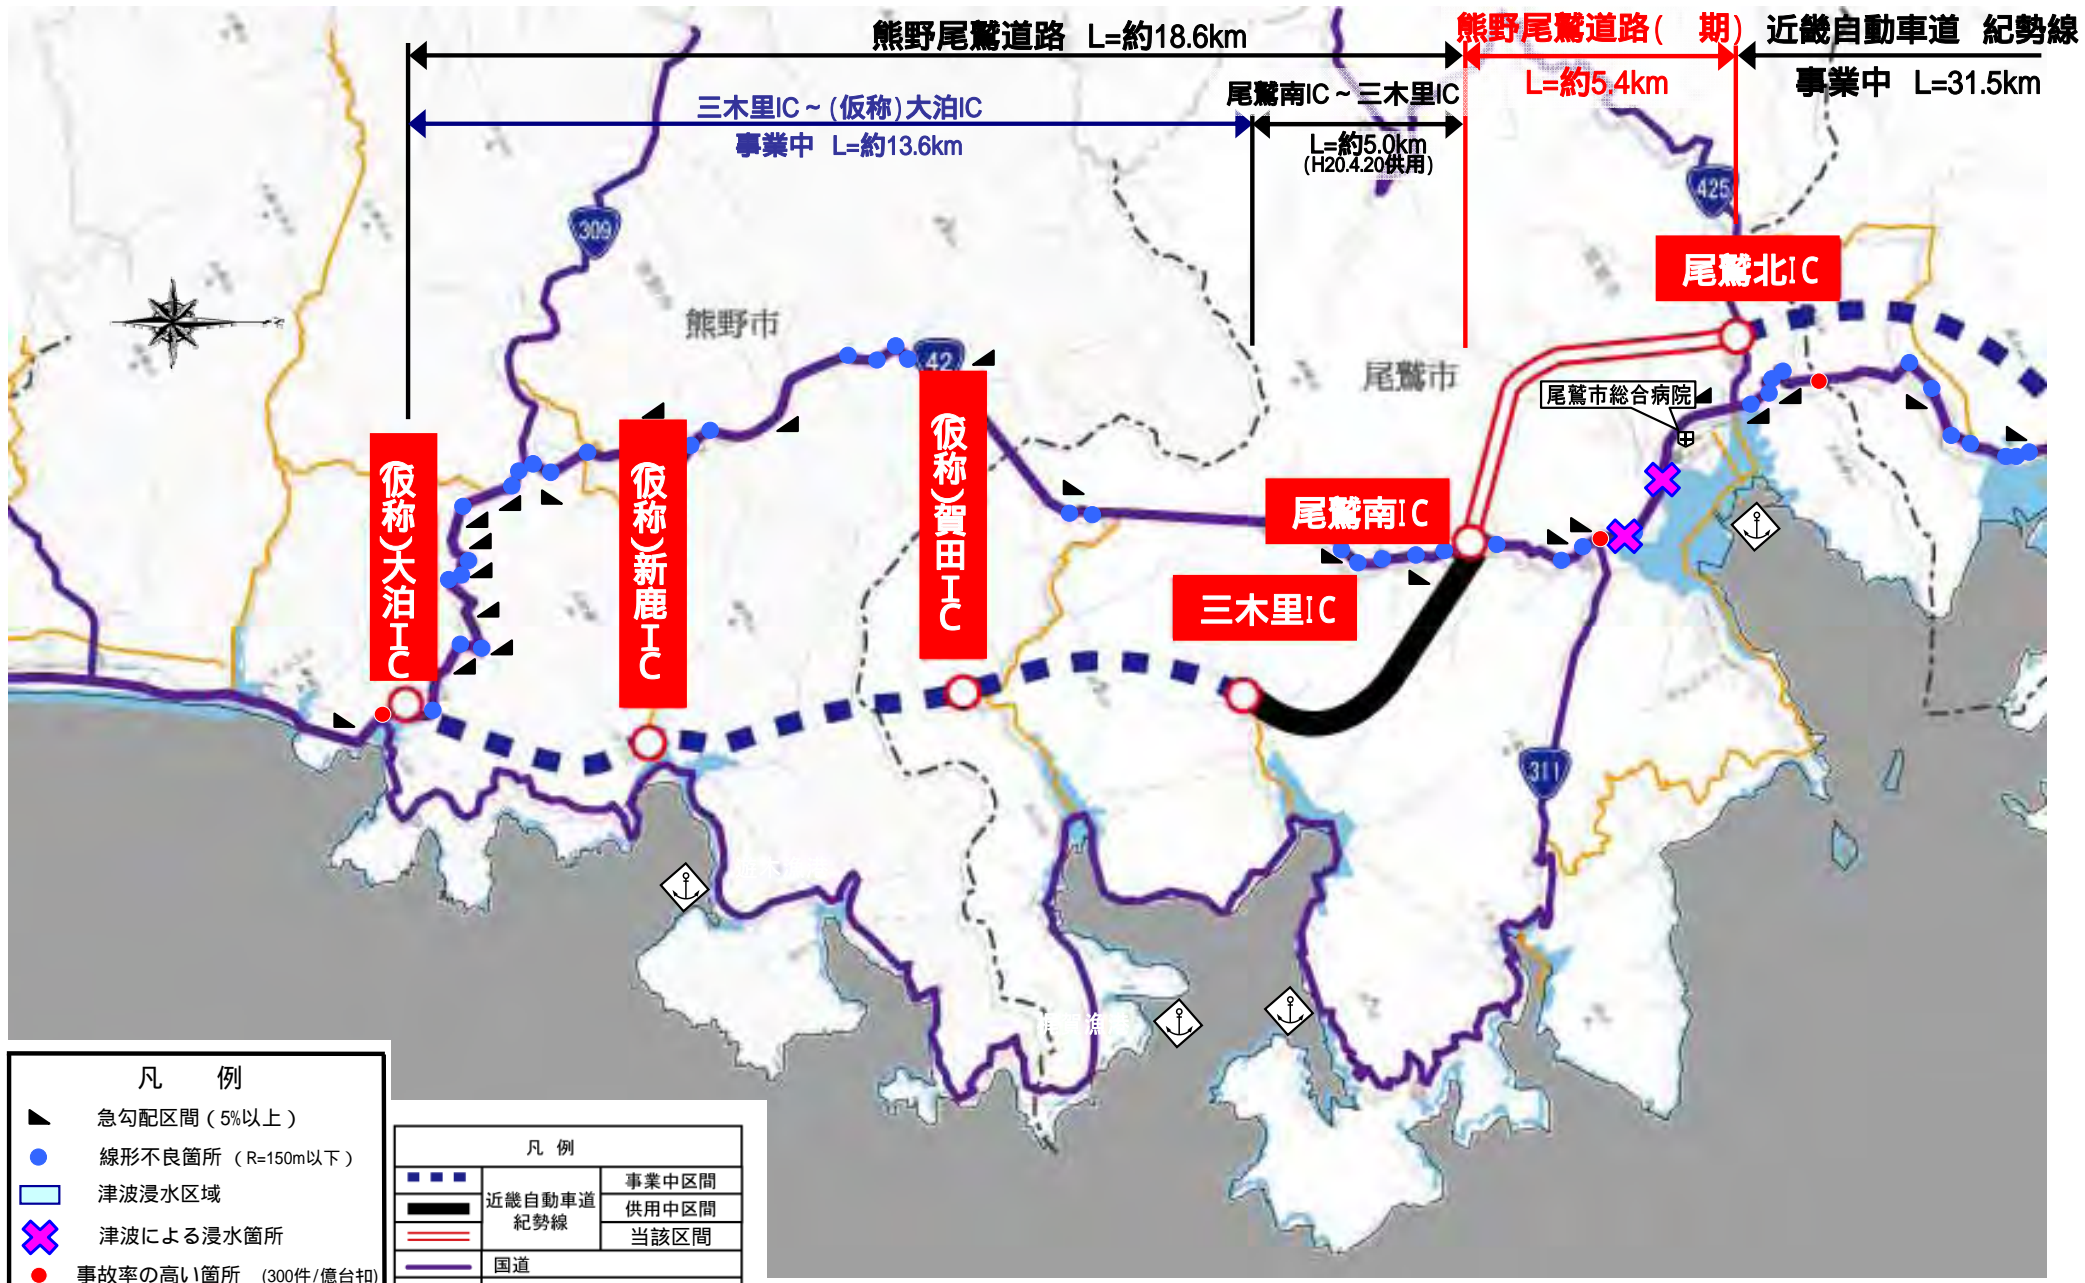 熊野尾鷲道路 L=約18.6km
熊野尾鷲道路( 期)
近畿自動車道 紀勢線
L=約5.4km
事業中 L=31.5km
三木里IC~(仮称)大泊IC
事業中 L=約13.6km
尾鷲南IC~三木里IC
L=約5.0km
(H20.4.20供用)
425
309
尾鷲北IC
熊野市
42
尾鷲市
尾鷲市総合病院
(仮称)大泊IC
(仮称)新鹿IC
(仮称)賀田IC
尾鷲南IC
三木里IC
311
凡 例
急勾配区間(5%以上)
線形不良箇所 (R=150m以下)
津波浸水区域
津波による浸水箇所
事故率の高い箇所 (300件/億台㌔)
凡 例
近畿自動車道
紀勢線
事業中区間
供用中区間
当該区間
国道